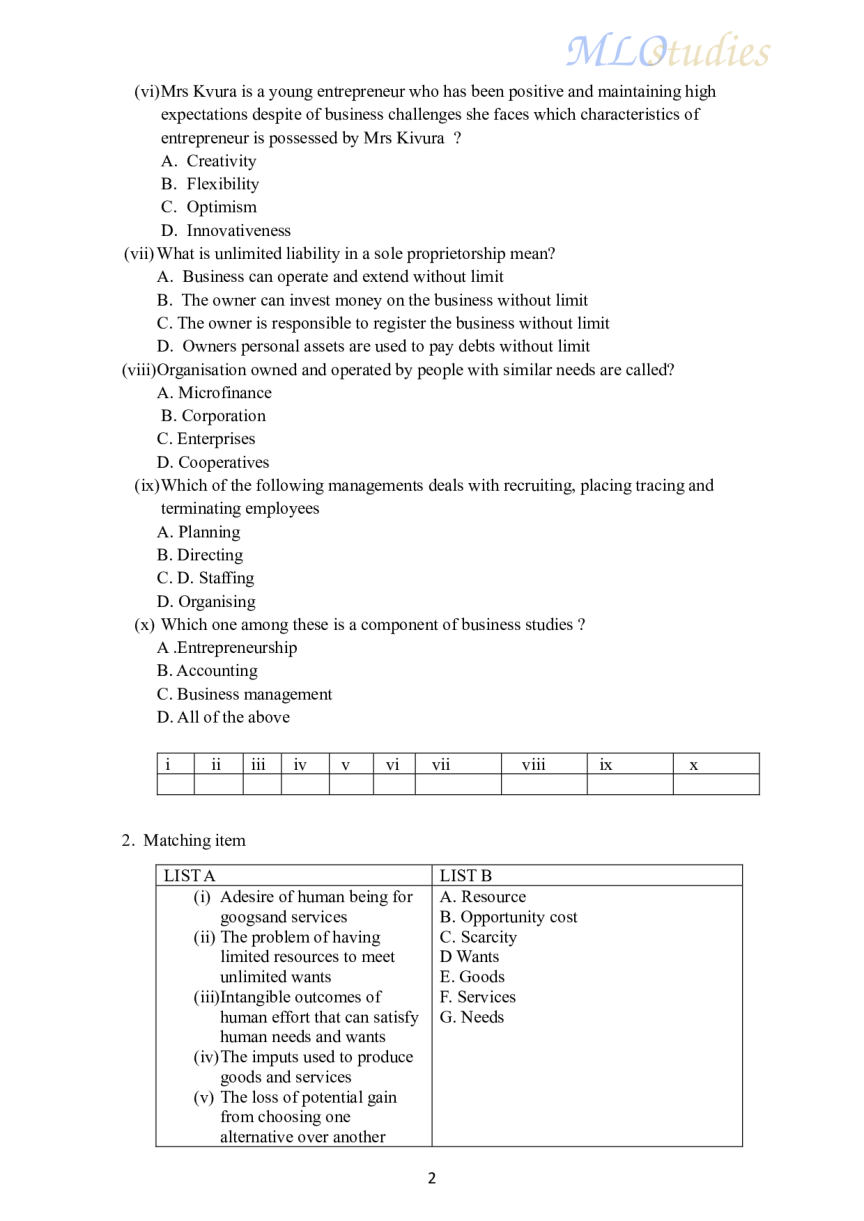 MLOstudies
(vi)Mrs Kvura is a young entrepreneur who has been positive and maintaining high
expectations despite of business challenges she faces which characteristics of
entrepreneur is possessed by Mrs Kivura ?
A. Creativity
B. Flexibility
C. Optimism
D. Innovativeness
(vii) What is unlimited liability in a sole proprietorship mean?
A. Business can operate and extend without limit
B. The owner can invest money on the business without limit
C. The owner is responsible to register the business without limit
D. Owners personal assets are used to pay debts without limit
(viii)Organisation owned and operated by people with similar needs are called?
A. Microfinance
B. Corporation
C. Enterprises
D. Cooperatives
(ix)Which of the following managements deals with recruiting, placing tracing and
terminating employees
A. Planning
B. Directing
C. D. Staffing
D. Organising
(x) Which one among these is a component of business studies ?
A .Entrepreneurship
B. Accounting
C. Business management
D. All of the above
i ii iii iv v vi vii viii ix x
2. Matching item
LIST A
(i) Adesire of human being for
googsand services
(ii) The problem of having
limited resources to meet
unlimited wants
(iii)Intangible outcomes of
human effort that can satisfy
human needs and wants
(iv)The imputs used to produce
goods and services
(v) The loss of potential gain
from choosing one
alternative over another
LIST B
A. Resource
B. Opportunity cost
C. Scarcity
D Wants
E. Goods
F. Services
G. Needs
2